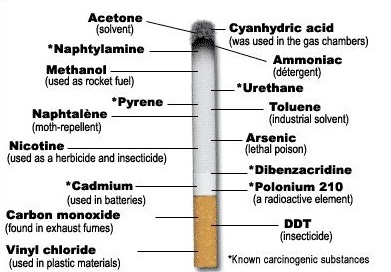 Acetone
(solvent)
*Naphtylamine
Methanol
(used as rocket fuel)
*Pyrene
Naphtalène
(moth-repellent)
Nicotine
(used as a herbicide and insecticide)
*Cadmium
(used in batteries)
Carbon monoxide
(found in exhaust fumes)
Vinyl chloride
(used in plastic materials)
Cyanhydric acid
(was used in the gas chambers)
Ammoniac
(détergent)
*Urethane
Toluene
(industrial solvent)
Arsenic
(lethal poison)
*Dibenzacridine
*Polonium 210
(a radioactive element)
DDT
(insecticide)
*Known carcinogenic substances